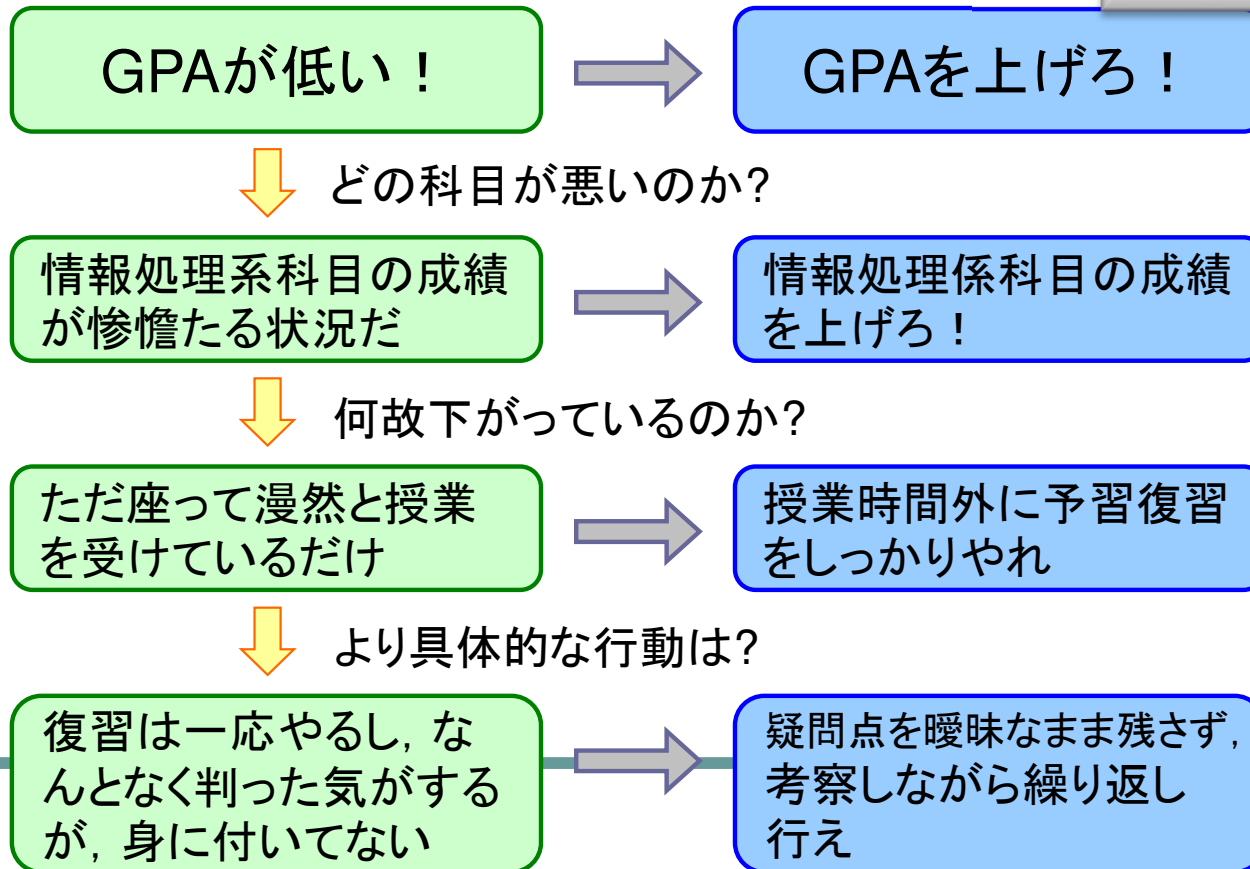 GPAが低い！
GPAを上げろ！
どの科目が悪いのか?
情報処理系科目の成績
が惨憺たる状況だ
情報処理係科目の成績
を上げろ！
何故下がっているのか?
ただ座って漫然と授業
を受けているだけ
授業時間外に予習復習
をしっかりやれ
より具体的な行動は?
復習は一応やるし，な
んとなく判った気がする
が，身に付いてない
疑問点を曖昧なまま残さず，
考察しながら繰り返し
行え